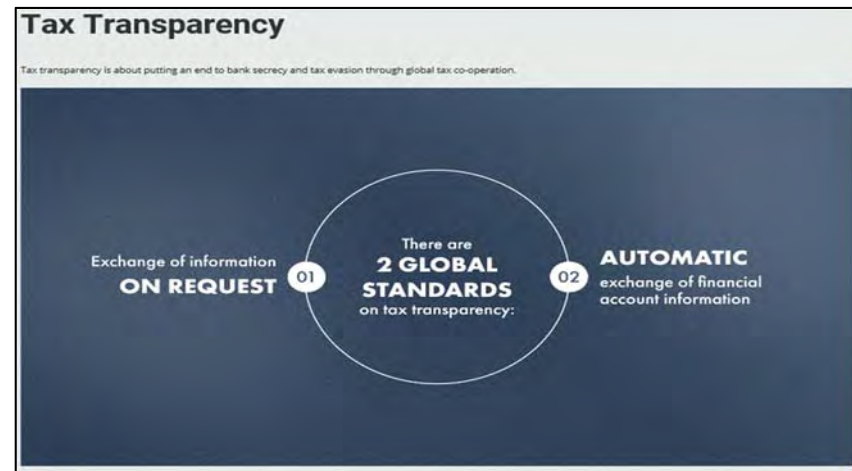 Tax Transparency
Tax transparency is about putting an end to bank secrecy and tax evasion through global tax co-operation.
There are
2 GLOBAL
STANDARDS
on tax transparency:
Exchange of information
ON REQUEST
01
02
AUTOMATIC
exchange of financial
account information